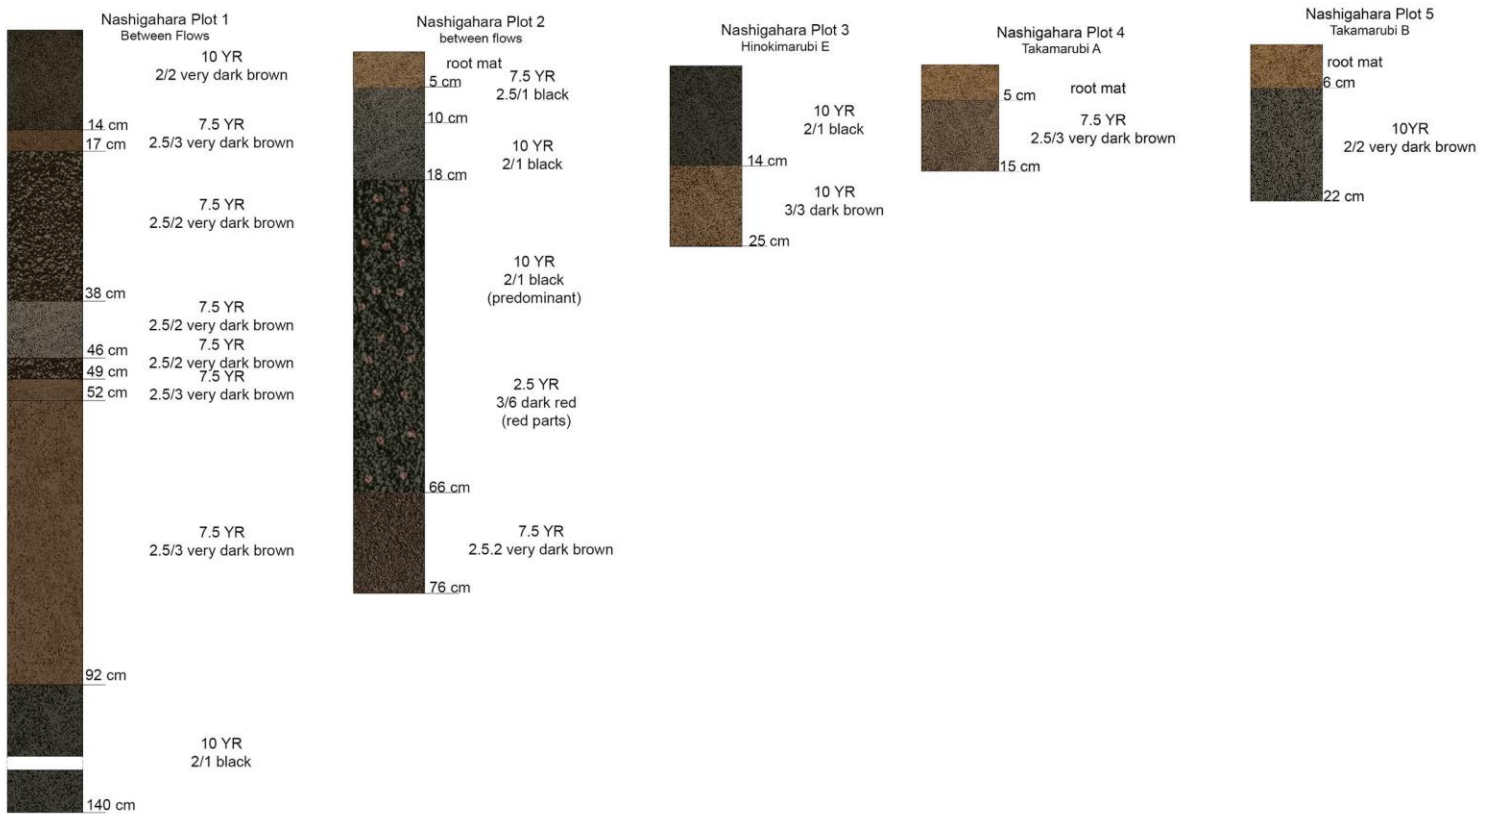 Nashigahara Plot 1
Between Flows
10 YR
2/2 very dark brown
14 cm
7.5 YR
2.5/3 very dark brown
17 cm
7.5 YR
2.5/2 very dark brown
38 cm
7.5 YR
2.5/2 very dark brown
46 cm
7.5 YR
2.5/2 very dark brown
49 cm
7.5 YR
2.5/3 very dark brown
52 cm
7.5 YR
2.5/3 very dark brown
92 cm
10 YR
2/1 black
140 cm
Nashigahara Plot 2
between flows
root mat
5 cm
7.5 YR
2.5/1 black
10 cm
10 YR
2/1 black
18 cm
10 YR
2/1 black
(predominant)
2.5 YR
3/6 dark red
(red parts)
66 cm
7.5 YR
2.5.2 very dark brown
76 cm
Nashigahara Plot 3
Hinokimarubi E
10 YR
2/1 black
14 cm
10 YR
3/3 dark brown
25 cm
Nashigahara Plot 4
Takamarubi A
root mat
5 cm
7.5 YR
2.5/3 very dark brown
15 cm
Nashigahara Plot 5
Takamarubi B
root mat
6 cm
10YR
2/2 very dark brown
22 cm